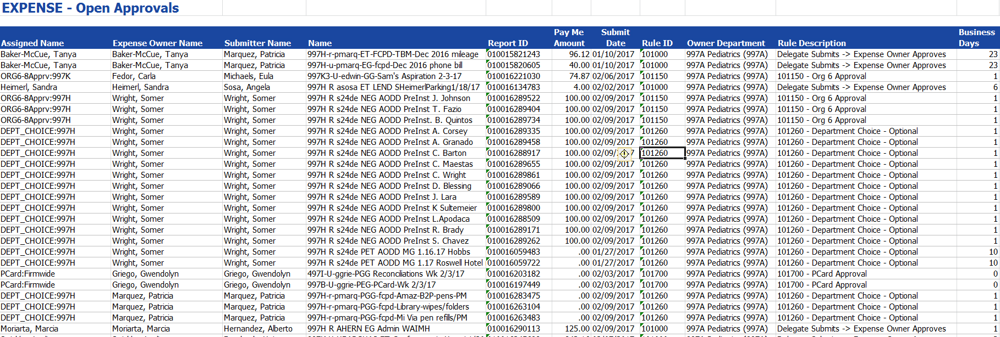 EXPENSE - Open Approvals
Assigned Name Expense Owner Name Submitter Name Name Report ID Pay Me Amount Submit Date Rule ID Owner Department Rule Description Business Days
Baker-McCue, Tanya Baker-McCue, Tanya Marquez, Patricia 997H-r-pmarq-ET-FCPD-TBM-Dec 2016 mileage 010015821243 96.12 01/10/2017 101000 997A Pediatrics (997A) Delegate Submits -> Expense Owner Approves 23
Baker-McCue, Tanya Baker-McCue, Tanya Marquez, Patricia 997H-u-pmarq-EG-fcpd-Dec 2016 phone bill 010015820605 40.00 01/10/2017 101000 997A Pediatrics (997A) Delegate Submits -> Expense Owner Approves 23
ORG6-8Apprv:997K Fedor, Carla Michaels, Eula 997K3-U-edwin-GG-Sam's Aspiration 2-3-17 010016221030 74.87 02/06/2017 101150 997A Pediatrics (997A) 101150 - Org 6 Approval 1
Heimerl, Sandra Heimerl, Sandra Sosa, Angela 997H R asosa ET LEND SHeimerlParking1/18/17 010016134783 4.00 02/02/2017 101000 997A Pediatrics (997A) Delegate Submits -> Expense Owner Approves 6
ORG6-8Apprv:997H Wright, Somer Wright, Somer 997H R s24de NEG AODD PreInst J. Johnson 010016289522 100.00 02/09/2017 101150 997A Pediatrics (997A) 101150 - Org 6 Approval 1
ORG6-8Apprv:997H Wright, Somer Wright, Somer 997H R s24de NEG AODD PreInst T. Fazio 010016289404 100.00 02/09/2017 101150 997A Pediatrics (997A) 101150 - Org 6 Approval 1
ORG6-8Apprv:997H Wright, Somer Wright, Somer 997H R s24de NEG AODD PreInst. B. Quintos 010016289734 100.00 02/09/2017 101150 997A Pediatrics (997A) 101150 - Org 6 Approval 1
DEPT_CHOICE:997H Wright, Somer Wright, Somer 997H R s24de NEG AODD PreInst A. Corsey 010016289335 100.00 02/09/2017 101260 997A Pediatrics (997A) 101260 - Department Choice - Optional 1
DEPT_CHOICE:997H Wright, Somer Wright, Somer 997H R s24de NEG AODD PreInst A. Granado 010016289458 100.00 02/09/2017 101260 997A Pediatrics (997A) 101260 - Department Choice - Optional 1
DEPT_CHOICE:997H Wright, Somer Wright, Somer 997H R s24de NEG AODD PreInst C. Barton 010016288917 100.00 02/09/ 7 101260 997A Pediatrics (997A) 101260 - Department Choice - Optional 1
DEPT_CHOICE:997H Wright, Somer Wright, Somer 997H R s24de NEG AODD PreInst C. Maestas 010016289655 100.00 02/09/2017 101260 997A Pediatrics (997A) 101260 - Department Choice - Optional 1
DEPT_CHOICE:997H Wright, Somer Wright, Somer 997H R s24de NEG AODD PreInst C. Wright 010016289861 100.00 02/09/2017 101260 997A Pediatrics (997A) 101260 - Department Choice - Optional 1
DEPT_CHOICE:997H Wright, Somer Wright, Somer 997H R s24de NEG AODD PreInst D. Blessing 010016289066 100.00 02/09/2017 101260 997A Pediatrics (997A) 101260 - Department Choice - Optional 1
DEPT_CHOICE:997H Wright, Somer Wright, Somer 997H R s24de NEG AODD PreInst J. Lara 010016289589 100.00 02/09/2017 101260 997A Pediatrics (997A) 101260 - Department Choice - Optional 1
DEPT_CHOICE:997H Wright, Somer Wright, Somer 997H R s24de NEG AODD PreInst K Sultemeier 010016289800 100.00 02/09/2017 101260 997A Pediatrics (997A) 101260 - Department Choice - Optional 1
DEPT_CHOICE:997H Wright, Somer Wright, Somer 997H R s24de NEG AODD PreInst L.Apodaca 010016288509 100.00 02/09/2017 101260 997A Pediatrics (997A) 101260 - Department Choice - Optional 1
DEPT_CHOICE:997H Wright, Somer Wright, Somer 997H R s24de NEG AODD PreInst R. Brady 010016289171 100.00 02/09/2017 101260 997A Pediatrics (997A) 101260 - Department Choice - Optional 1
DEPT_CHOICE:997H Wright, Somer Wright, Somer 997H R s24de NEG AODD PreInst S. Chavez 010016289262 100.00 02/09/2017 101260 997A Pediatrics (997A) 101260 - Department Choice - Optional 1
DEPT_CHOICE:997H Wright, Somer Wright, Somer 997H R s24de PET AODD MG 1.16.17 Hobbs 010016059483 .00 01/27/2017 101260 997A Pediatrics (997A) 101260 - Department Choice - Optional 10
DEPT_CHOICE:997H Wright, Somer Wright, Somer 997H R s24de PET AODD MG 1.17 Roswell Hotel 010016059722 .00 01/27/2017 101260 997A Pediatrics (997A) 101260 - Department Choice - Optional 10
PCard:Firmwide Griego, Gwendolyn Griego, Gwendolyn 497I-U-ggrie-PGG Reconciliations Wk 2/3/17 010016203182 .00 02/03/2017 101700 997A Pediatrics (997A) 101700 - PCard Approval 0
PCard:Firmwide Griego, Gwendolyn Griego, Gwendolyn 997B-U-ggrie-PEG-PCard-Wk 2/3/17 010016197449 .00 02/03/2017 101700 997A Pediatrics (997A) 101700 - PCard Approval 0
DEPT_CHOICE:997H Marquez, Patricia Marquez, Patricia 997H-r-pmarq-PGG-fcpd-Amaz-B2P-pens-PM 010016283475 .00 02/09/2017 101260 997A Pediatrics (997A) 101260 - Department Choice - Optional 1
DEPT_CHOICE:997H Marquez, Patricia Marquez, Patricia 997H-r-pmarq-PGG-fcpd-Library-wipes/folders 010016263104 .00 02/09/2017 101260 997A Pediatrics (997A) 101260 - Department Choice - Optional 1
DEPT_CHOICE:997H Marquez, Patricia Marquez, Patricia 997H-r-pmarq-PGG-fcpd-Mi Via pen refills/PM 010016263483 .00 02/09/2017 101260 997A Pediatrics (997A) 101260 - Department Choice - Optional 1
Moriarta, Marcia Moriarta, Marcia Hernandez, Alberto 997H R AHERN EG Admin WAIMH 010016290113 125.00 02/09/2017 101000 997A Pediatrics (997A) Delegate Submits -> Expense Owner Approves 1